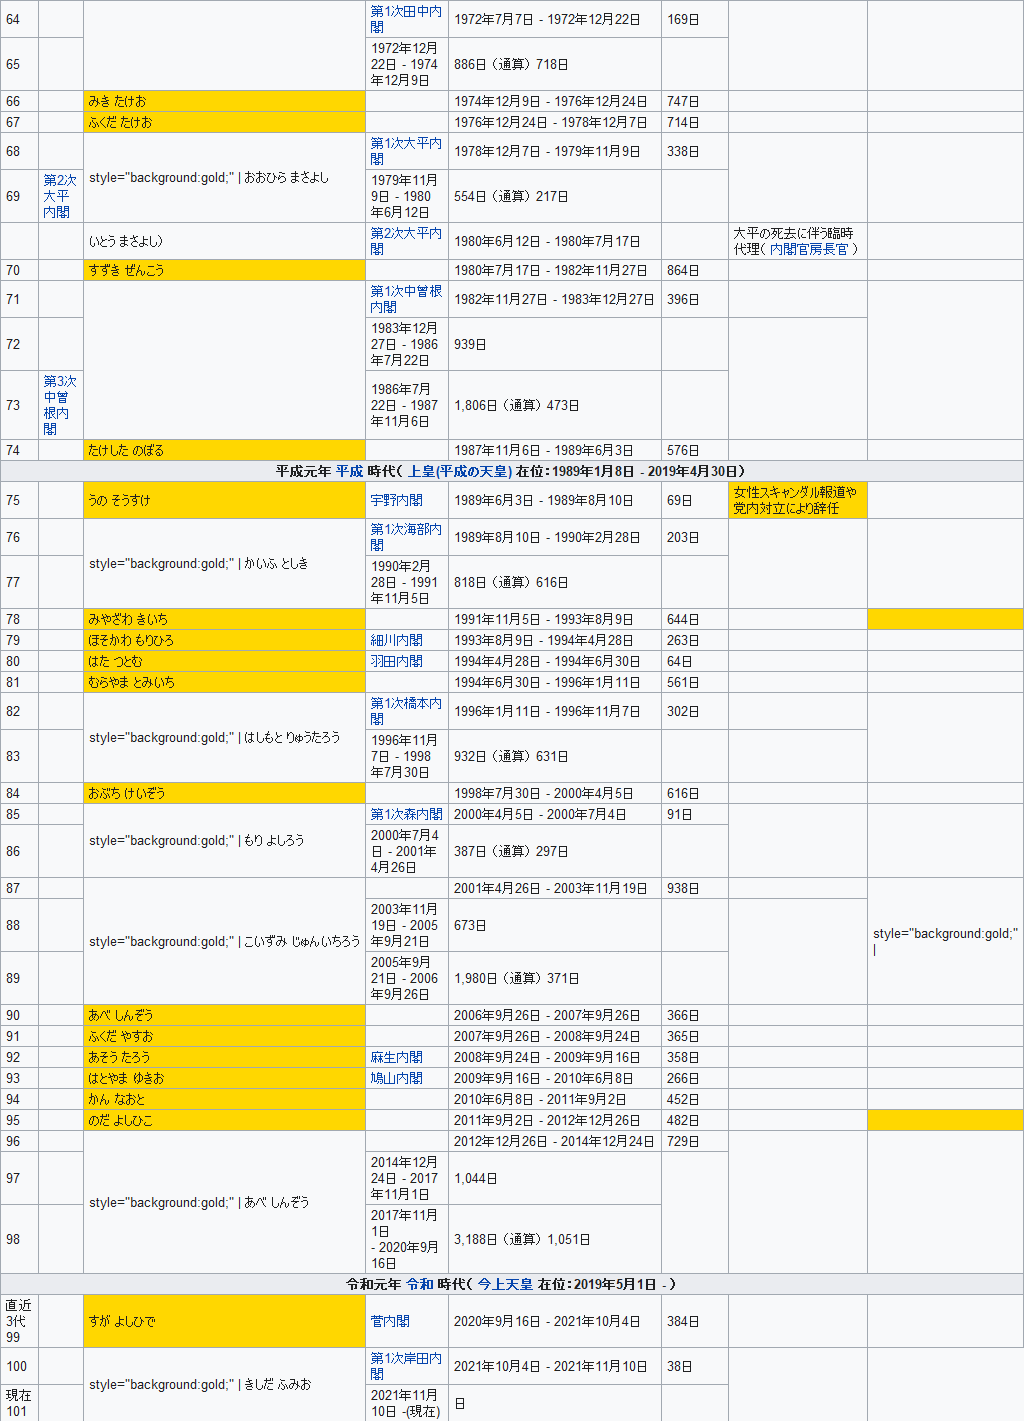 64 第1次田中内 1972年7月7日 - 1972年12月22日 169日
閣
65 1972年12月
22日 - 1974 886日（通算）718日
年12月9日
66 みき たけお 1974年12月9日 - 1976年12月24日 747日
67 ふくだ たけお 1976年12月24日 - 1978年12月7日 714日
68 第1次大平内 1978年12月7日 - 1979年11月9日 338日
閣
style="background:gold;" | おおひら まさよし
69 第2次 1979年11月
大平 9日 - 1980 554日（通算）217日
内閣 年6月12日
いとう まさよし） 第2次大平内 1980年6月12日 - 1980年7月17日 大平の死去に伴う臨時
閣 代理（ 内閣官房長官 ）
70 すずき ぜんこう 1980年7月17日 - 1982年11月27日 864日
71 第1次中曽根 1982年11月27日 - 1983年12月27日 396日
内閣
72 1983年12月
27日 - 1986 939日
年7月22日
73 第3次 1986年7月
中曽 22日 - 1987 1,806日（通算）473日
根内 年11月6日
閣
74 たけした のぼる 1987年11月6日 - 1989年6月3日 576日
平成元年 平成 時代（ 上皇(平成の天皇) 在位：1989年1月8日 - 2019年4月30日）
75 うの そうすけ 宇野内閣 1989年6月3日 - 1989年8月10日 69日 女性スキャンダル報道や
党内対立により辞任
76 第1次海部内 1989年8月10日 - 1990年2月28日 203日
閣
style="background:gold;" | かいふ としき
77 1990年2月
28日 - 1991 818日（通算）616日
年11月5日
78 みやざわ きいち 1991年11月5日 - 1993年8月9日 644日
79 ほそかわ もりひろ 細川内閣 1993年8月9日 - 1994年4月28日 263日
80 はた つとむ 羽田内閣 1994年4月28日 - 1994年6月30日 64日
81 むらやま とみいち 1994年6月30日 - 1996年1月11日 561日
82 第1次橋本内 1996年1月11日 - 1996年11月7日 302日
閣
style="background:gold;" | はしもと りゅうたろう
83 1996年11月
7日 - 1998 932日（通算）631日
年7月30日
84 おぶち けいぞう 1998年7月30日 - 2000年4月5日 616日
85 第1次森内閣 2000年4月5日 - 2000年7月4日 91日
style="background:gold;" | もり よしろう
86 2000年7月4
日 - 2001年 387日（通算）297日
4月26日
87 2001年4月26日 - 2003年11月19日 938日
88 2003年11月
19日 - 2005 673日
年9月21日
style="background:gold;" | こいずみ じゅんいちろう
style="background:gold;"
|
89 2005年9月
21日 - 2006 1,980日（通算）371日
年9月26日
90 あべ しんぞう 2006年9月26日 - 2007年9月26日 366日
91 ふくだ やすお 2007年9月26日 - 2008年9月24日 365日
92 あそう たろう 麻生内閣 2008年9月24日 - 2009年9月16日 358日
93 はとやま ゆきお 鳩山内閣 2009年9月16日 - 2010年6月8日 266日
94 かん なおと 2010年6月8日 - 2011年9月2日 452日
95 のだ よしひこ 2011年9月2日 - 2012年12月26日 482日
96 2012年12月26日 - 2014年12月24日 729日
97 2014年12月
24日 - 2017 1,044日
年11月1日
style="background:gold;" | あべ しんぞう
98 2017年11月
1日
- 2020年9月 3,188日（通算）1,051日
16日
令和元年 令和 時代（ 今上天皇 在位：2019年5月1日 - ）
直近
3代 すが よしひで 菅内閣 2020年9月16日 - 2021年10月4日 384日
99
100 第1次岸田内 2021年10月4日 - 2021年11月10日 38日
閣
style="background:gold;" | きしだ ふみお
現在 2021年11月
101 10日 -(現在) 日